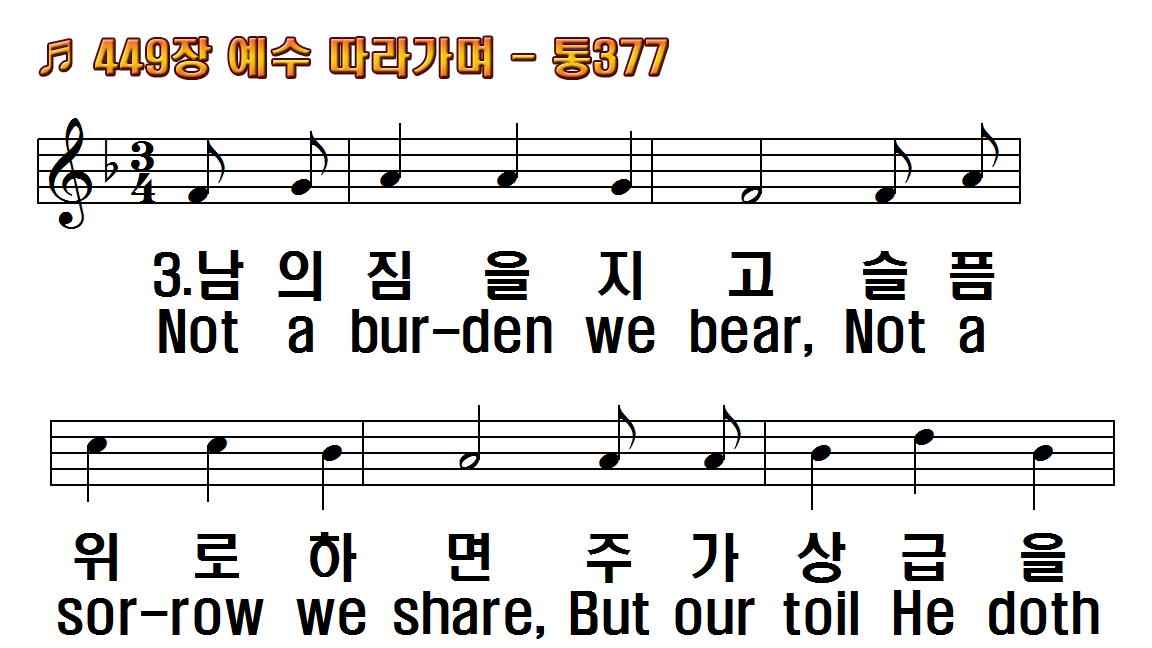 ♬ 449장 예수 따라가며 - 통377
3
4
3.남 의 짐 을 지 고 슬 픔
Not a bur-den we bear, Not a
위 로 하 면 주 가 상 급 을
sor-row we share, But our toil He doth